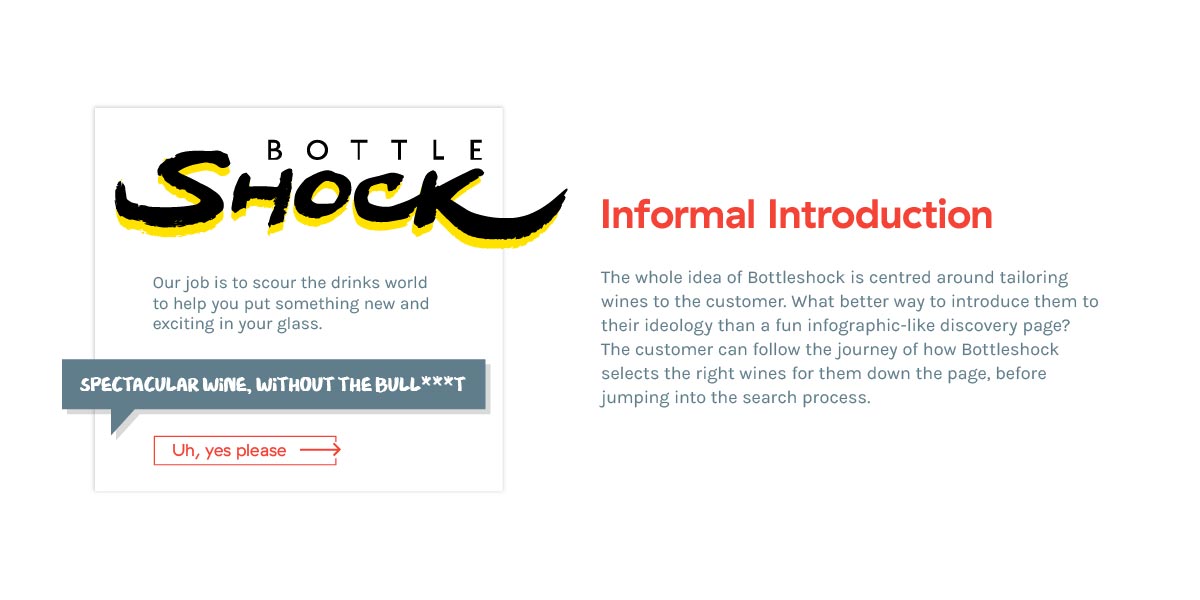 BOTTLE
SHOCK
Our job is to scour the drinks world
to help you put something new and
exciting in your glass.
SPECTACULAR WiNE, WiTHOUT THE BULL***T
Uh, yes please
Informal Introduction
The whole idea of Bottleshock is centred around tailoring
wines to the customer. What better way to introduce them to
their ideology than a fun infographic-like discovery page?
The customer can follow the journey of how Bottleshock
selects the right wines for them down the page, before
jumping into the search process.